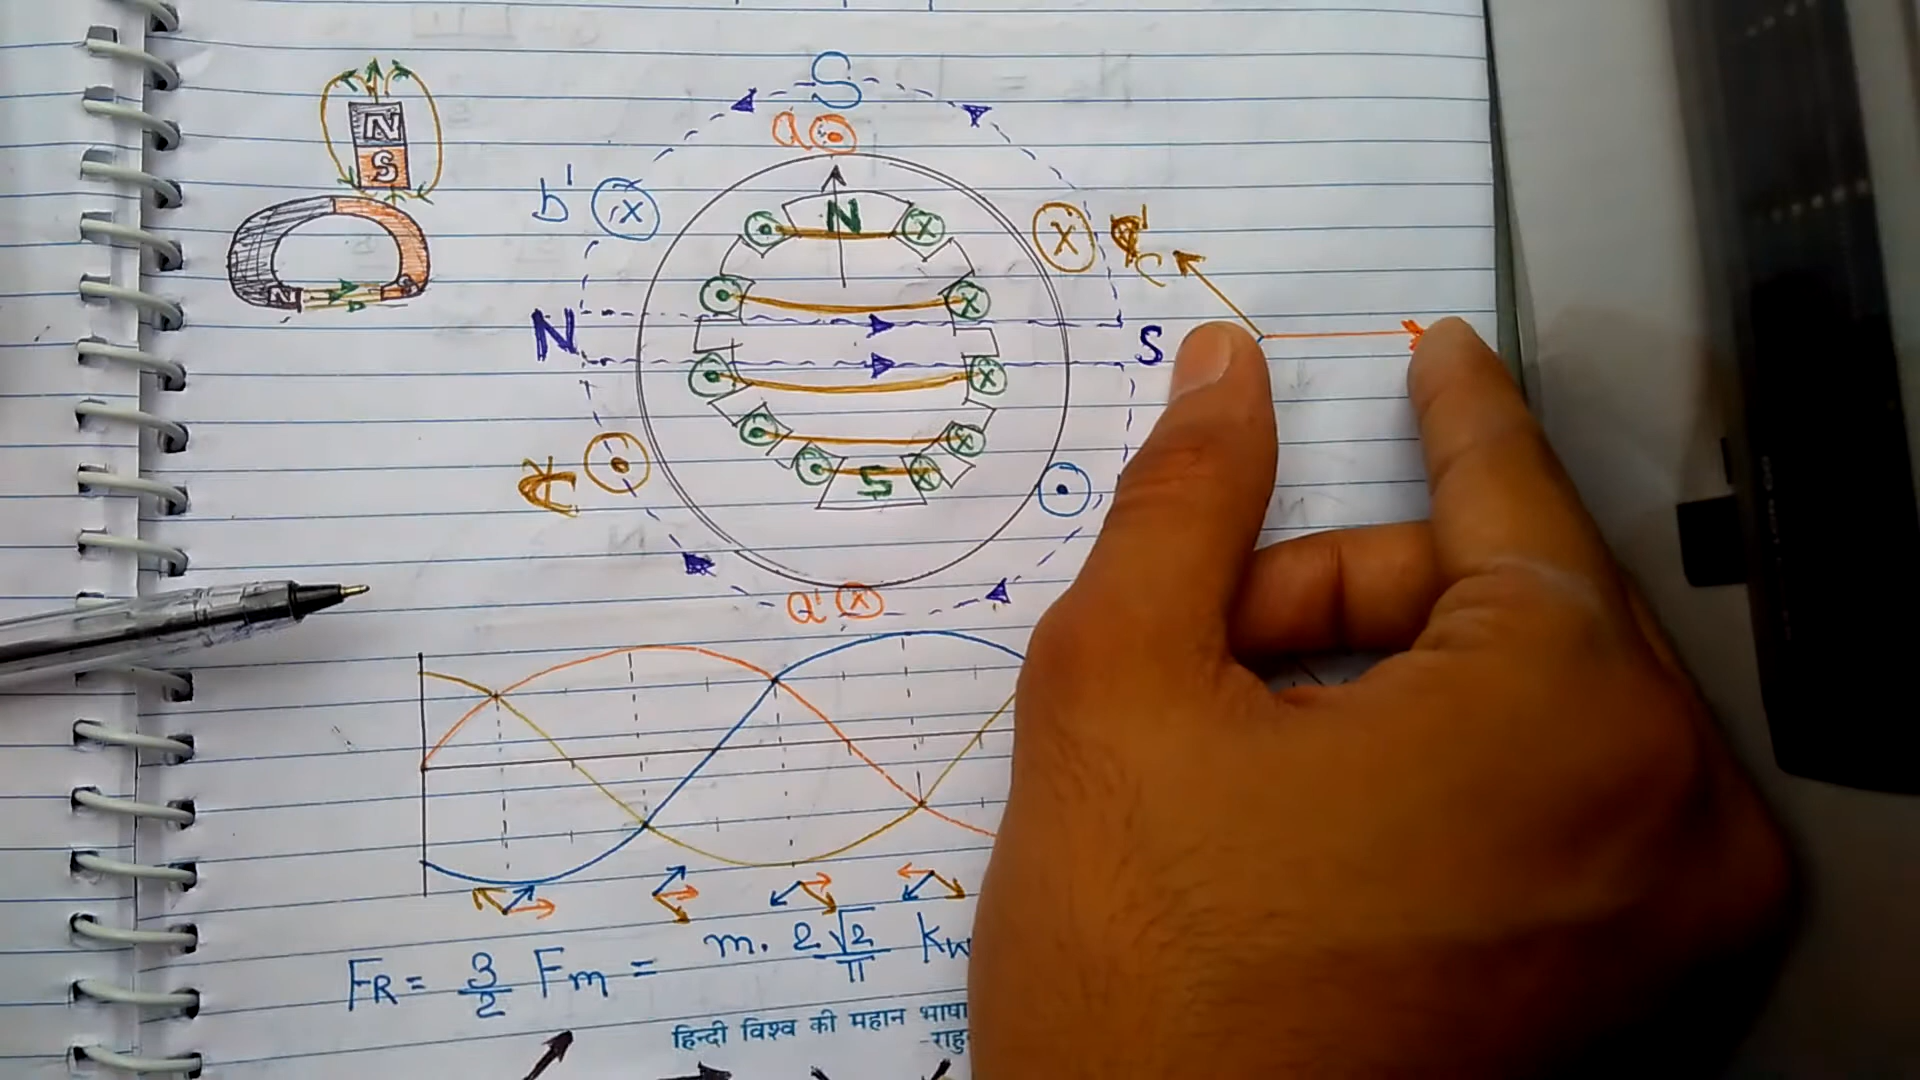 S
a
b'
N
S
N
N
c
N
S
S
a'
FR = 3/2 Fm = m. 2√2/π Kw
हिन्दी विश्व की महान भाषा
-राहु